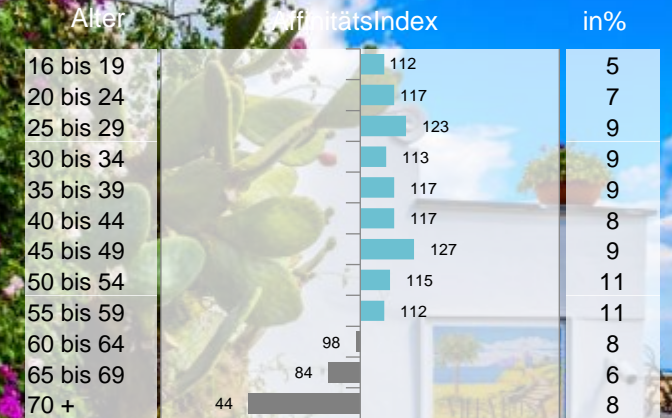 Alter AffinitätsIndex in%
16 bis 19 112 5
20 bis 24 117 7
25 bis 29 123 9
30 bis 34 113 9
35 bis 39 117 9
40 bis 44 117 8
45 bis 49 127 9
50 bis 54 115 11
55 bis 59 112 11
60 bis 64 98 8
65 bis 69 84 6
70 + 44 8